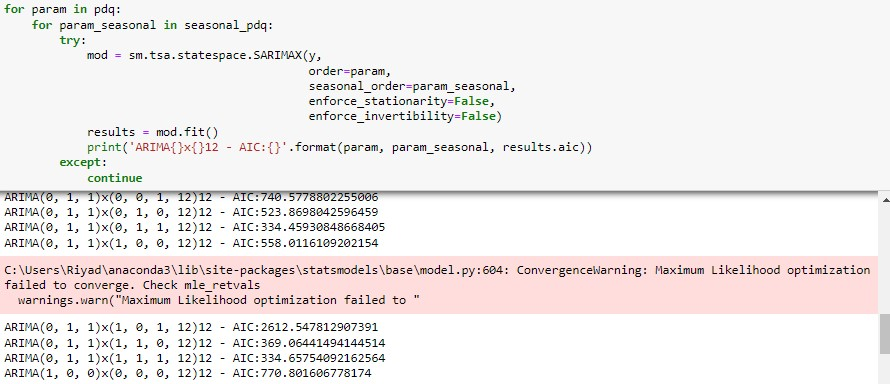 for param in pdq:
    for param_seasonal in seasonal_pdq:
        try:
            mod = sm.tsa.statespace.SARIMAX(y,
                                            order=param,
                                            seasonal_order=param_seasonal,
                                            enforce_stationarity=False,
                                            enforce_invertibility=False)
            results = mod.fit()
            print('ARIMA{}x{}12 - AIC:{}'.format(param, param_seasonal, results.aic))
        except:
            continue
ARIMA(0, 1, 1)x(0, 0, 1, 12)12 - AIC:740.5778802255006
ARIMA(0, 1, 1)x(0, 1, 0, 12)12 - AIC:523.8698042596459
ARIMA(0, 1, 1)x(0, 1, 1, 12)12 - AIC:334.45930848668405
ARIMA(0, 1, 1)x(1, 0, 0, 12)12 - AIC:558.0116109202154
C:\Users\Riyad\anaconda3\lib\site-packages\statsmodels\base\model.py:604: ConvergenceWarning: Maximum Likelihood optimization
failed to converge. Check mle_retvals
  warnings.warn("Maximum Likelihood optimization failed to "
ARIMA(0, 1, 1)x(1, 0, 1, 12)12 - AIC:2612.547812907391
ARIMA(0, 1, 1)x(1, 1, 0, 12)12 - AIC:369.06441494144514
ARIMA(0, 1, 1)x(1, 1, 1, 12)12 - AIC:334.65754092162564
ARIMA(1, 0, 0)x(0, 0, 0, 12)12 - AIC:770.801606778174